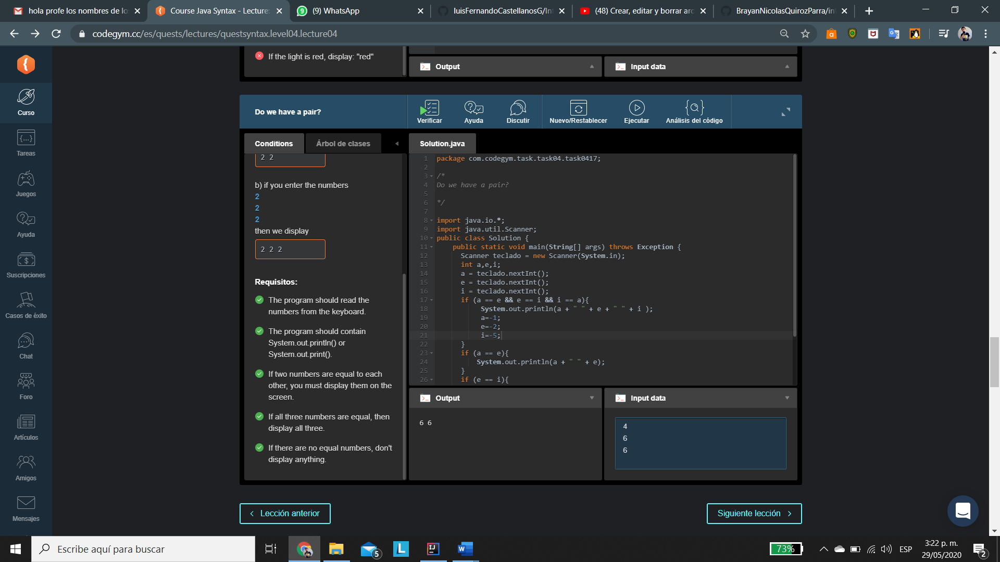 hola profe los nombres de lo
Course Java Syntax - Lecture:
(9) WhatsApp
luisFernandoCastellanosG/Int
(48) Crear, editar y borrar arc
BrayanNicolasQuirozParra/in
codegym.cc/es/quests/lectures/questsyntax.level04.lecture04
If the light is red, display: "red"
Output
Input data
Curso
Tareas
Juegos
Ayuda
Suscripciones
Casos de éxito
Chat
Foro
Artículos
Amigos
Mensajes
Do we have a pair?
Verificar
Ayuda
Discutir
Nuevo/Restablecer
Ejecutar
Análisis del código
Conditions
Árbol de clases
Solution.java
2 2
b) if you enter the numbers
2
2
2
then we display
2 2 2
Requisitos:
The program should read the
numbers from the keyboard.
The program should contain
System.out.println() or
System.out.print().
If two numbers are equal to each
other, you must display them on the
screen.
If all three numbers are equal, then
display all three.
If there are no equal numbers, don't
display anything.
1 package com.codegym.task.task04.task0417;
2
3 /*
4 Do we have a pair?
5
6 */
7
8 import java.io.*;
9 import java.util.Scanner;
10 public class Solution {
11 public static void main(String[] args) throws Exception {
12 Scanner teclado = new Scanner(System.in);
13 int a,e,i;
14 a = teclado.nextInt();
15 e = teclado.nextInt();
16 i = teclado.nextInt();
17 if (a == e && e == i && i == a){
18 System.out.println(a + " " + e + " " + i );
19 a=-1;
20 e=-2;
21 i=-5;
22 }
23 if (a == e){
24 System.out.println(a + " " + e);
25 }
26 if (e == i){
Output
6 6
Input data
4
6
6
Lección anterior
Siguiente lección
Escribe aquí para buscar
5
L
IJ
W
73%
ESP
3:22 p. m.
29/05/2020
2